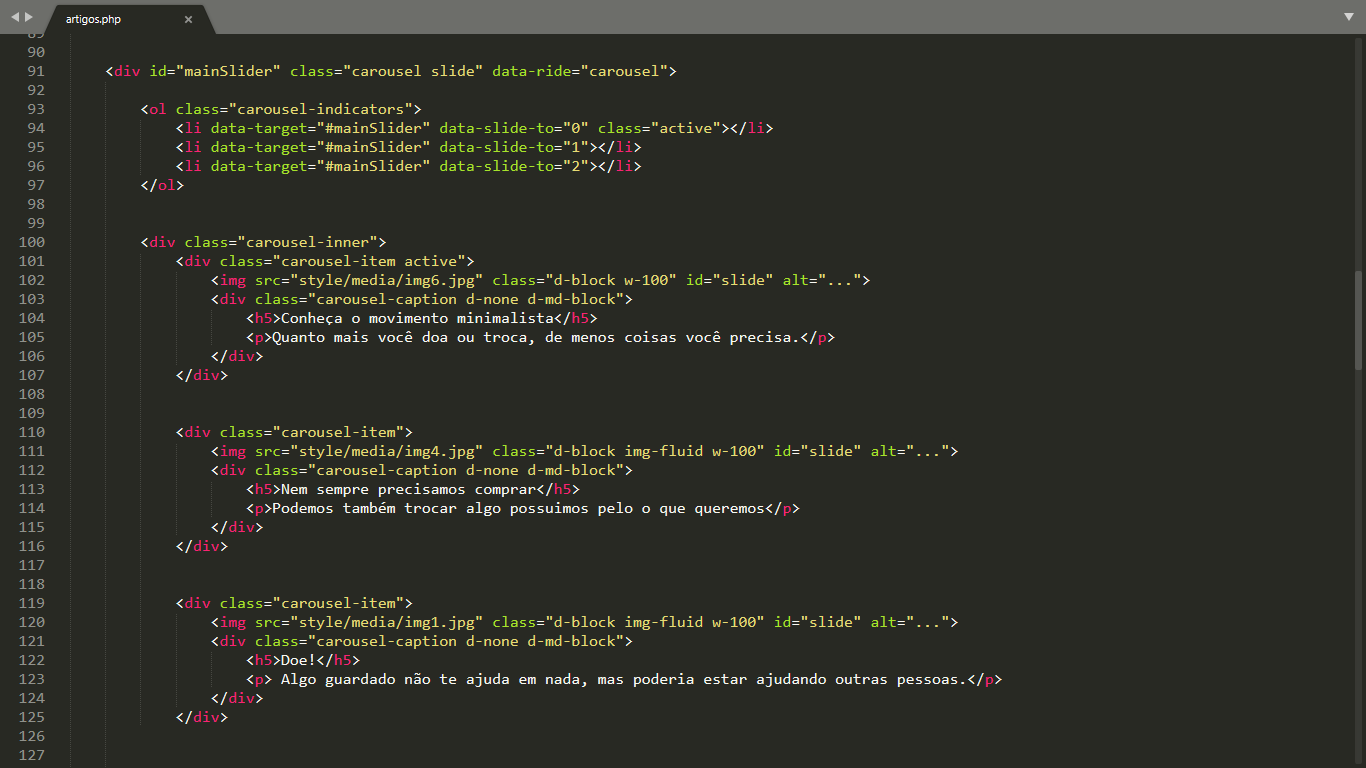 artigos.php
89
90
91 <div id="mainSlider" class="carousel slide" data-ride="carousel">
92
93 <ol class="carousel-indicators">
94 <li data-target="#mainSlider" data-slide-to="0" class="active"></li>
95 <li data-target="#mainSlider" data-slide-to="1"></li>
96 <li data-target="#mainSlider" data-slide-to="2"></li>
97 </ol>
98
99
100 <div class="carousel-inner">
101 <div class="carousel-item active">
102 <img src="style/media/img6.jpg" class="d-block w-100" id="slide" alt="...">
103 <div class="carousel-caption d-none d-md-block">
104 <h5>Conheça o movimento minimalista</h5>
105 <p>Quanto mais você doa ou troca, de menos coisas você precisa.</p>
106 </div>
107 </div>
108
109
110 <div class="carousel-item">
111 <img src="style/media/img4.jpg" class="d-block img-fluid w-100" id="slide" alt="...">
112 <div class="carousel-caption d-none d-md-block">
113 <h5>Nem sempre precisamos comprar</h5>
114 <p>Podemos também trocar algo possuimos pelo o que queremos</p>
115 </div>
116 </div>
117
118
119 <div class="carousel-item">
120 <img src="style/media/img1.jpg" class="d-block img-fluid w-100" id="slide" alt="...">
121 <div class="carousel-caption d-none d-md-block">
122 <h5>Doe!</h5>
123 <p> Algo guardado não te ajuda em nada, mas poderia estar ajudando outras pessoas.</p>
124 </div>
125 </div>
126
127